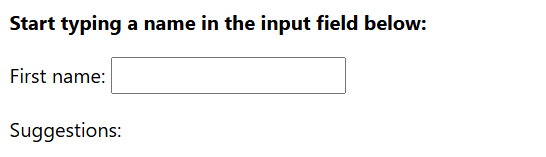 Start typing a name in the input field below:
First name:
Suggestions: